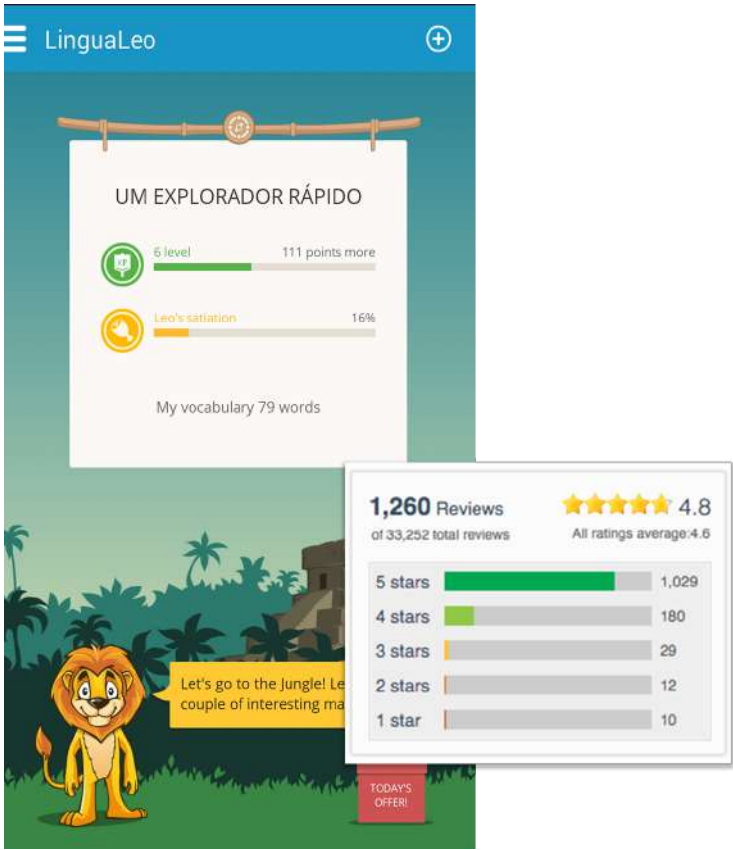 LinguaLeo
UM EXPLORADOR RÁPIDO
XP
6 level 111 points more
Leo's satiation 16%
My vocabulary 79 words
Let's go to the Jungle! Le
couple of interesting ma
TODAY'S
OFFER!
1,260 Reviews 4.8
of 33,252 total reviews All ratings average:4.6
5 stars 1,029
4 stars 180
3 stars 29
2 stars 12
1 star 10